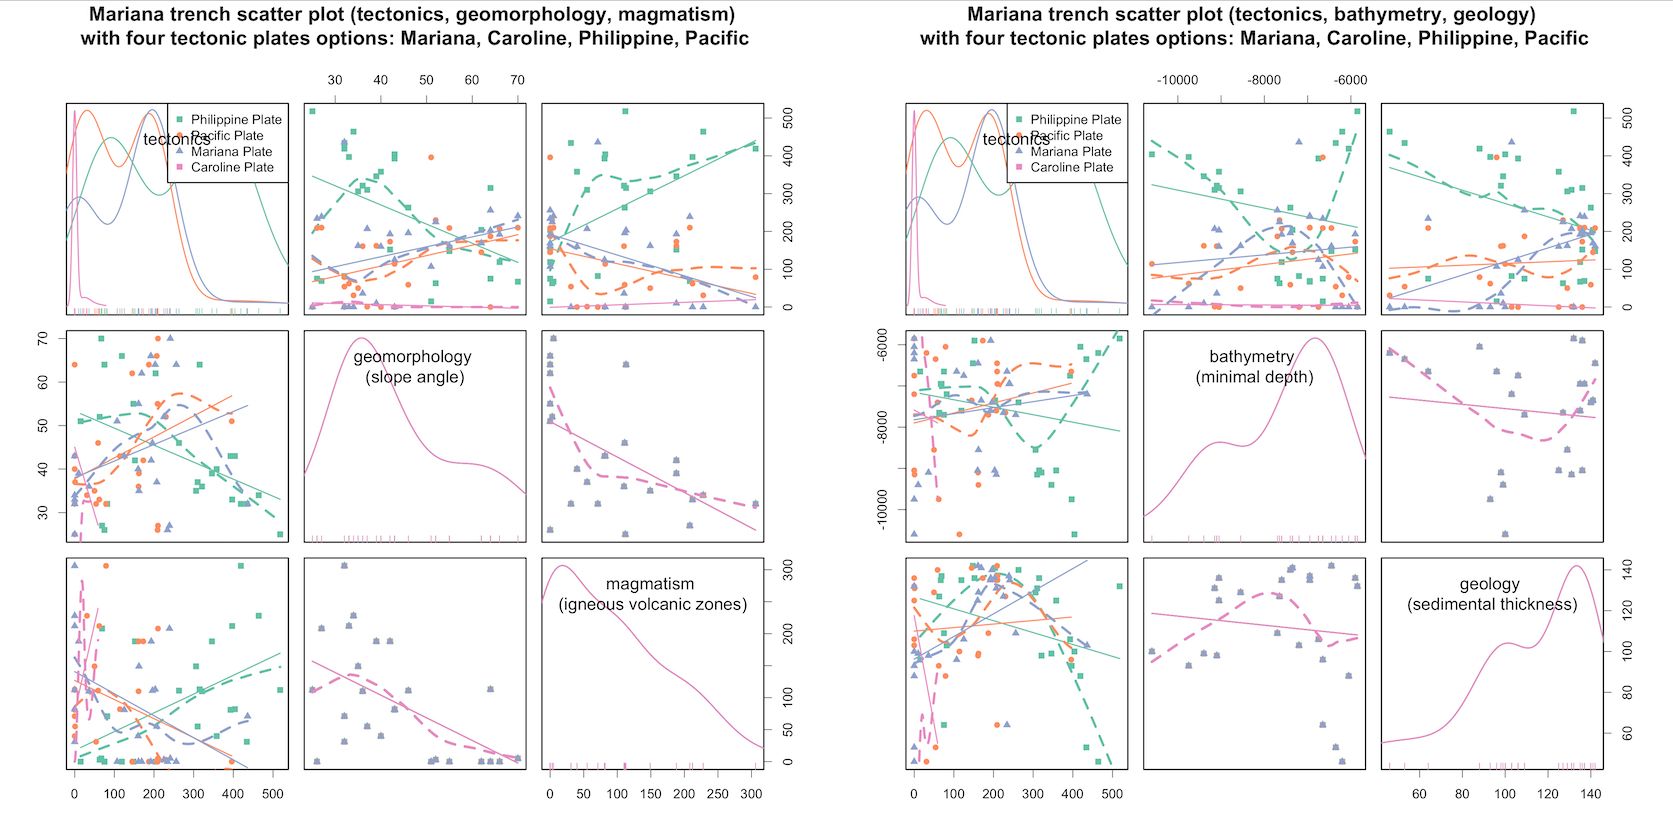 Mariana trench scatter plot (tectonics, geomorphology, magmatism)
with four tectonic plates options: Mariana, Caroline, Philippine, Pacific
30 40 50 60 70
tectonics
Philippine Plate
Pacific Plate
Mariana Plate
Caroline Plate
0 100 200 300 400 500
geomorphology
(slope angle)
30 40 50 60 70
magmatism
(igneous volcanic zones)
0 50 100 200 300
0 100 200 300 400 500
0 50 100 150 200 250 300
Mariana trench scatter plot (tectonics, bathymetry, geology)
with four tectonic plates options: Mariana, Caroline, Philippine, Pacific
-10000 -8000 -6000
tectonics
Philippine Plate
Pacific Plate
Mariana Plate
Caroline Plate
0 100 200 300 400 500
bathymetry
(minimal depth)
-10000 -8000 -6000
geology
(sedimental thickness)
60 80 100 120 140
0 100 200 300 400 500
60 80 100 120 140